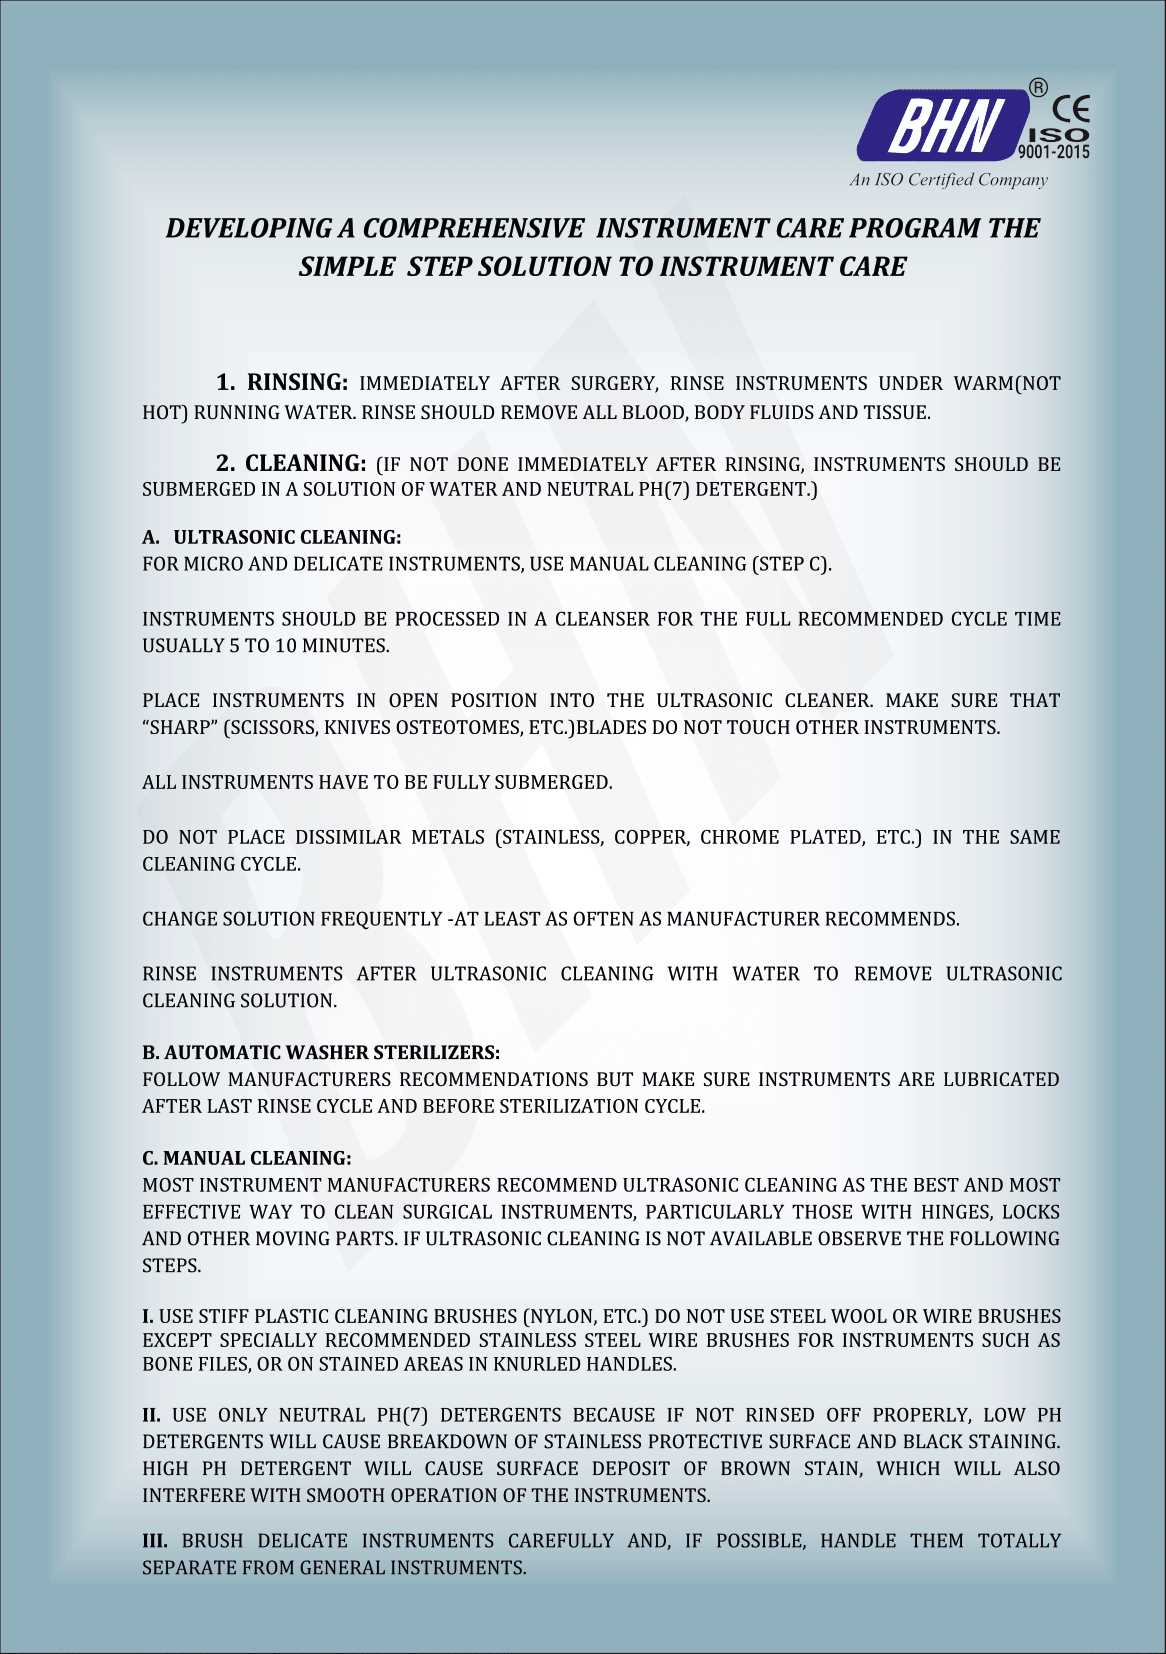 BHN
®
CE
ISO
9001-2015
An ISO Certified Company
DEVELOPING A COMPREHENSIVE INSTRUMENT CARE PROGRAM THE
SIMPLE STEP SOLUTION TO INSTRUMENT CARE
1. RINSING: IMMEDIATELY AFTER SURGERY, RINSE INSTRUMENTS UNDER WARM(NOT
HOT) RUNNING WATER. RINSE SHOULD REMOVE ALL BLOOD, BODY FLUIDS AND TISSUE.
2. CLEANING: (IF NOT DONE IMMEDIATELY AFTER RINSING, INSTRUMENTS SHOULD BE
SUBMERGED IN A SOLUTION OF WATER AND NEUTRAL PH(7) DETERGENT.)
A. ULTRASONIC CLEANING:
FOR MICRO AND DELICATE INSTRUMENTS, USE MANUAL CLEANING (STEP C).
INSTRUMENTS SHOULD BE PROCESSED IN A CLEANSER FOR THE FULL RECOMMENDED CYCLE TIME
USUALLY 5 TO 10 MINUTES.
PLACE INSTRUMENTS IN OPEN POSITION INTO THE ULTRASONIC CLEANER. MAKE SURE THAT
“SHARP” (SCISSORS, KNIVES OSTEOTOMES, ETC.)BLADES DO NOT TOUCH OTHER INSTRUMENTS.
ALL INSTRUMENTS HAVE TO BE FULLY SUBMERGED.
DO NOT PLACE DISSIMILAR METALS (STAINLESS, COPPER, CHROME PLATED, ETC.) IN THE SAME
CLEANING CYCLE.
CHANGE SOLUTION FREQUENTLY -AT LEAST AS OFTEN AS MANUFACTURER RECOMMENDS.
RINSE INSTRUMENTS AFTER ULTRASONIC CLEANING WITH WATER TO REMOVE ULTRASONIC
CLEANING SOLUTION.
B. AUTOMATIC WASHER STERILIZERS:
FOLLOW MANUFACTURERS RECOMMENDATIONS BUT MAKE SURE INSTRUMENTS ARE LUBRICATED
AFTER LAST RINSE CYCLE AND BEFORE STERILIZATION CYCLE.
C. MANUAL CLEANING:
MOST INSTRUMENT MANUFACTURERS RECOMMEND ULTRASONIC CLEANING AS THE BEST AND MOST
EFFECTIVE WAY TO CLEAN SURGICAL INSTRUMENTS, PARTICULARLY THOSE WITH HINGES, LOCKS
AND OTHER MOVING PARTS. IF ULTRASONIC CLEANING IS NOT AVAILABLE OBSERVE THE FOLLOWING
STEPS.
I. USE STIFF PLASTIC CLEANING BRUSHES (NYLON, ETC.) DO NOT USE STEEL WOOL OR WIRE BRUSHES
EXCEPT SPECIALLY RECOMMENDED STAINLESS STEEL WIRE BRUSHES FOR INSTRUMENTS SUCH AS
BONE FILES, OR ON STAINED AREAS IN KNURLED HANDLES.
II. USE ONLY NEUTRAL PH(7) DETERGENTS BECAUSE IF NOT RINSED OFF PROPERLY, LOW PH
DETERGENTS WILL CAUSE BREAKDOWN OF STAINLESS PROTECTIVE SURFACE AND BLACK STAINING.
HIGH PH DETERGENT WILL CAUSE SURFACE DEPOSIT OF BROWN STAIN, WHICH WILL ALSO
INTERFERE WITH SMOOTH OPERATION OF THE INSTRUMENTS.
III. BRUSH DELICATE INSTRUMENTS CAREFULLY AND, IF POSSIBLE, HANDLE THEM TOTALLY
SEPARATE FROM GENERAL INSTRUMENTS.
BHN